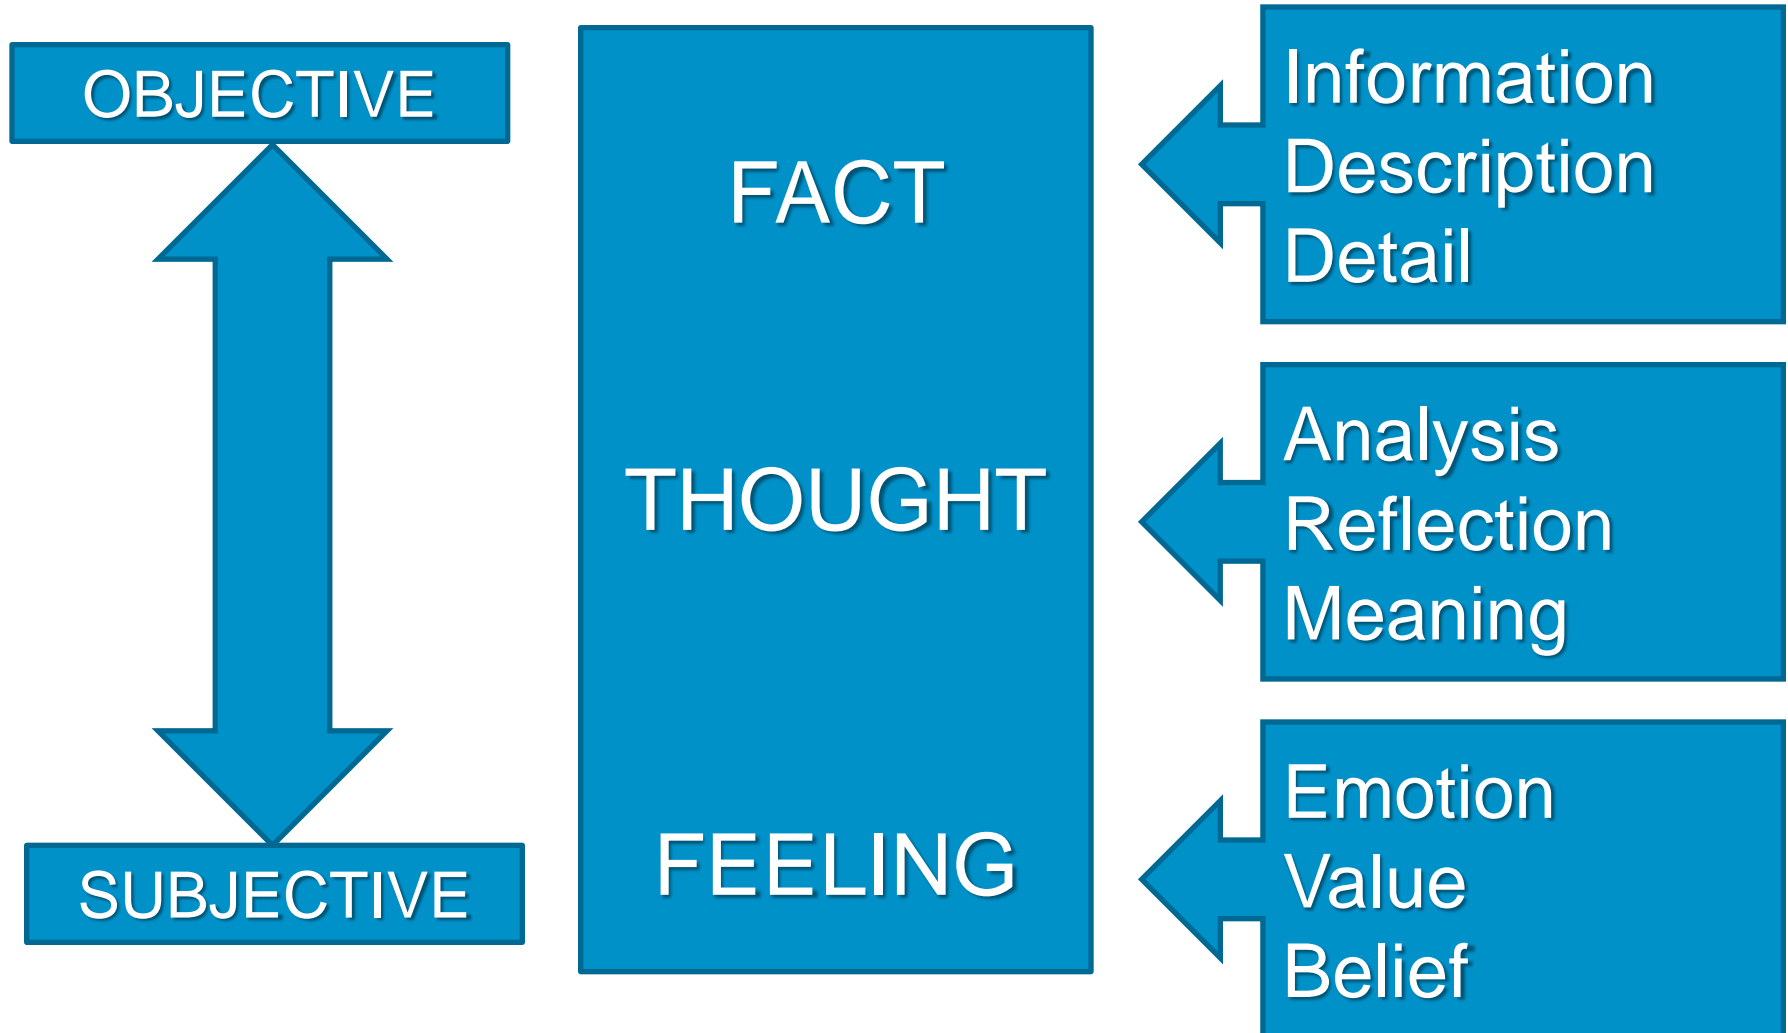 OBJECTIVE
SUBJECTIVE
FACT
THOUGHT
FEELING
Information
Description
Detail
Analysis
Reflection
Meaning
Emotion
Value
Belief